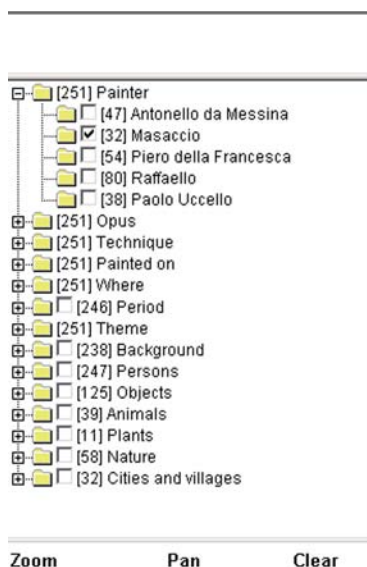 [251] Painter
[47] Antonello da Messina
[32] Masaccio
[54] Piero della Francesca
[80] Raffaello
[38] Paolo Uccello
[251] Opus
[251] Technique
[251] Painted on
[251] Where
[246] Period
[251] Theme
[238] Background
[247] Persons
[125] Objects
[39] Animals
[11] Plants
[58] Nature
[32] Cities and villages
Zoom Pan Clear